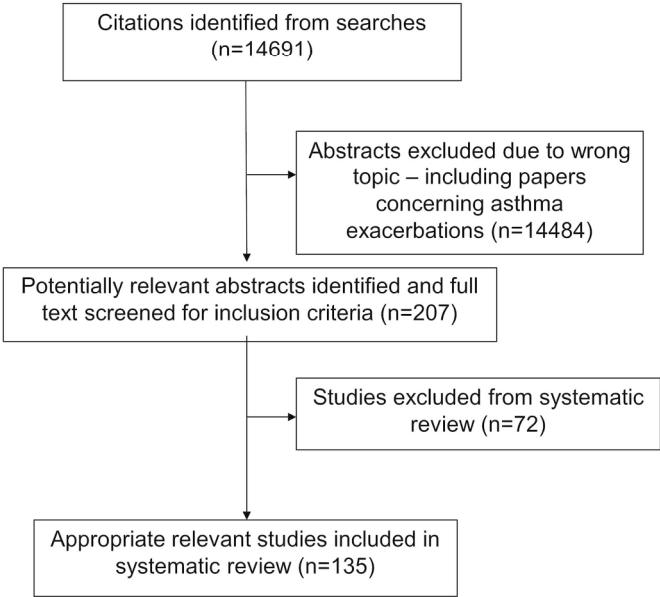 Citations identified from searches
(n=14691)
Abstracts excluded due to wrong
topic – including papers
concerning asthma
exacerbations (n=14484)
Potentially relevant abstracts identified and full
text screened for inclusion criteria (n=207)
Studies excluded from systematic
review (n=72)
Appropriate relevant studies included in
systematic review (n=135)